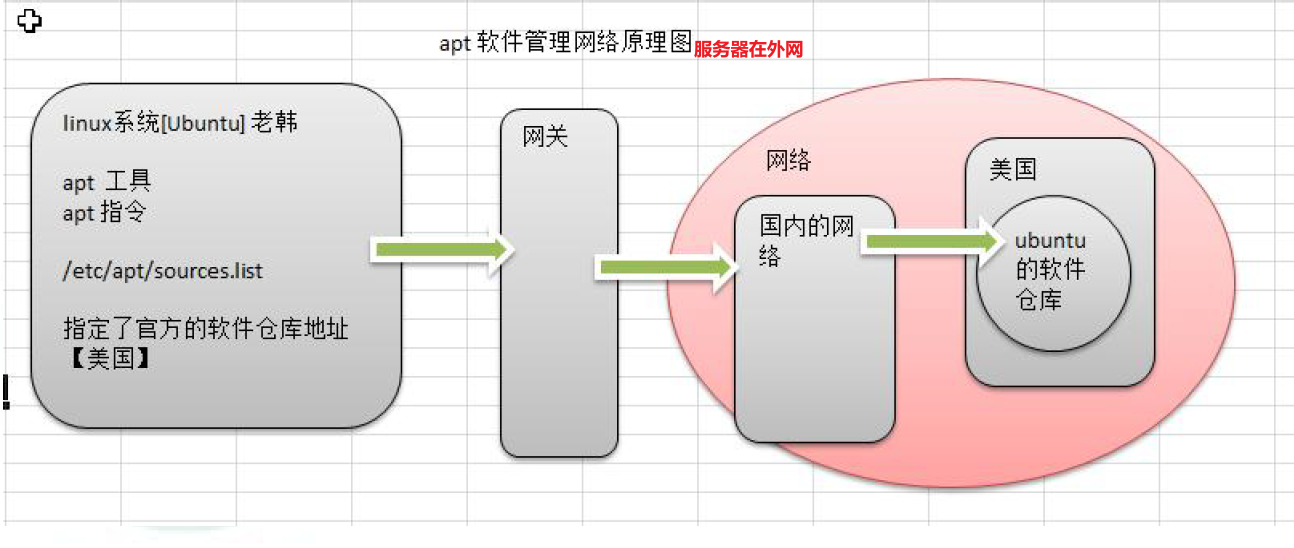 apt 软件管理网络原理图服务器在外网
linux系统[Ubuntu] 老韩
apt 工具
apt 指令
/etc/apt/sources.list
指定了官方的软件仓库地址
【美国】
网关
网络
国内的网
络
美国
ubuntu
的软件
仓库